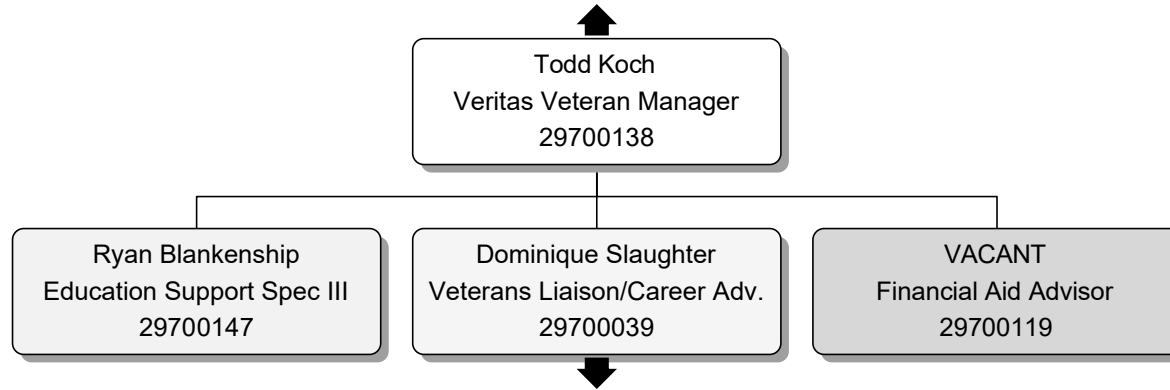 Todd Koch
Veritas Veteran Manager
29700138
Ryan Blankenship
Education Support Spec III
29700147
Dominique Slaughter
Veterans Liaison/Career Adv.
29700039
VACANT
Financial Aid Advisor
29700119